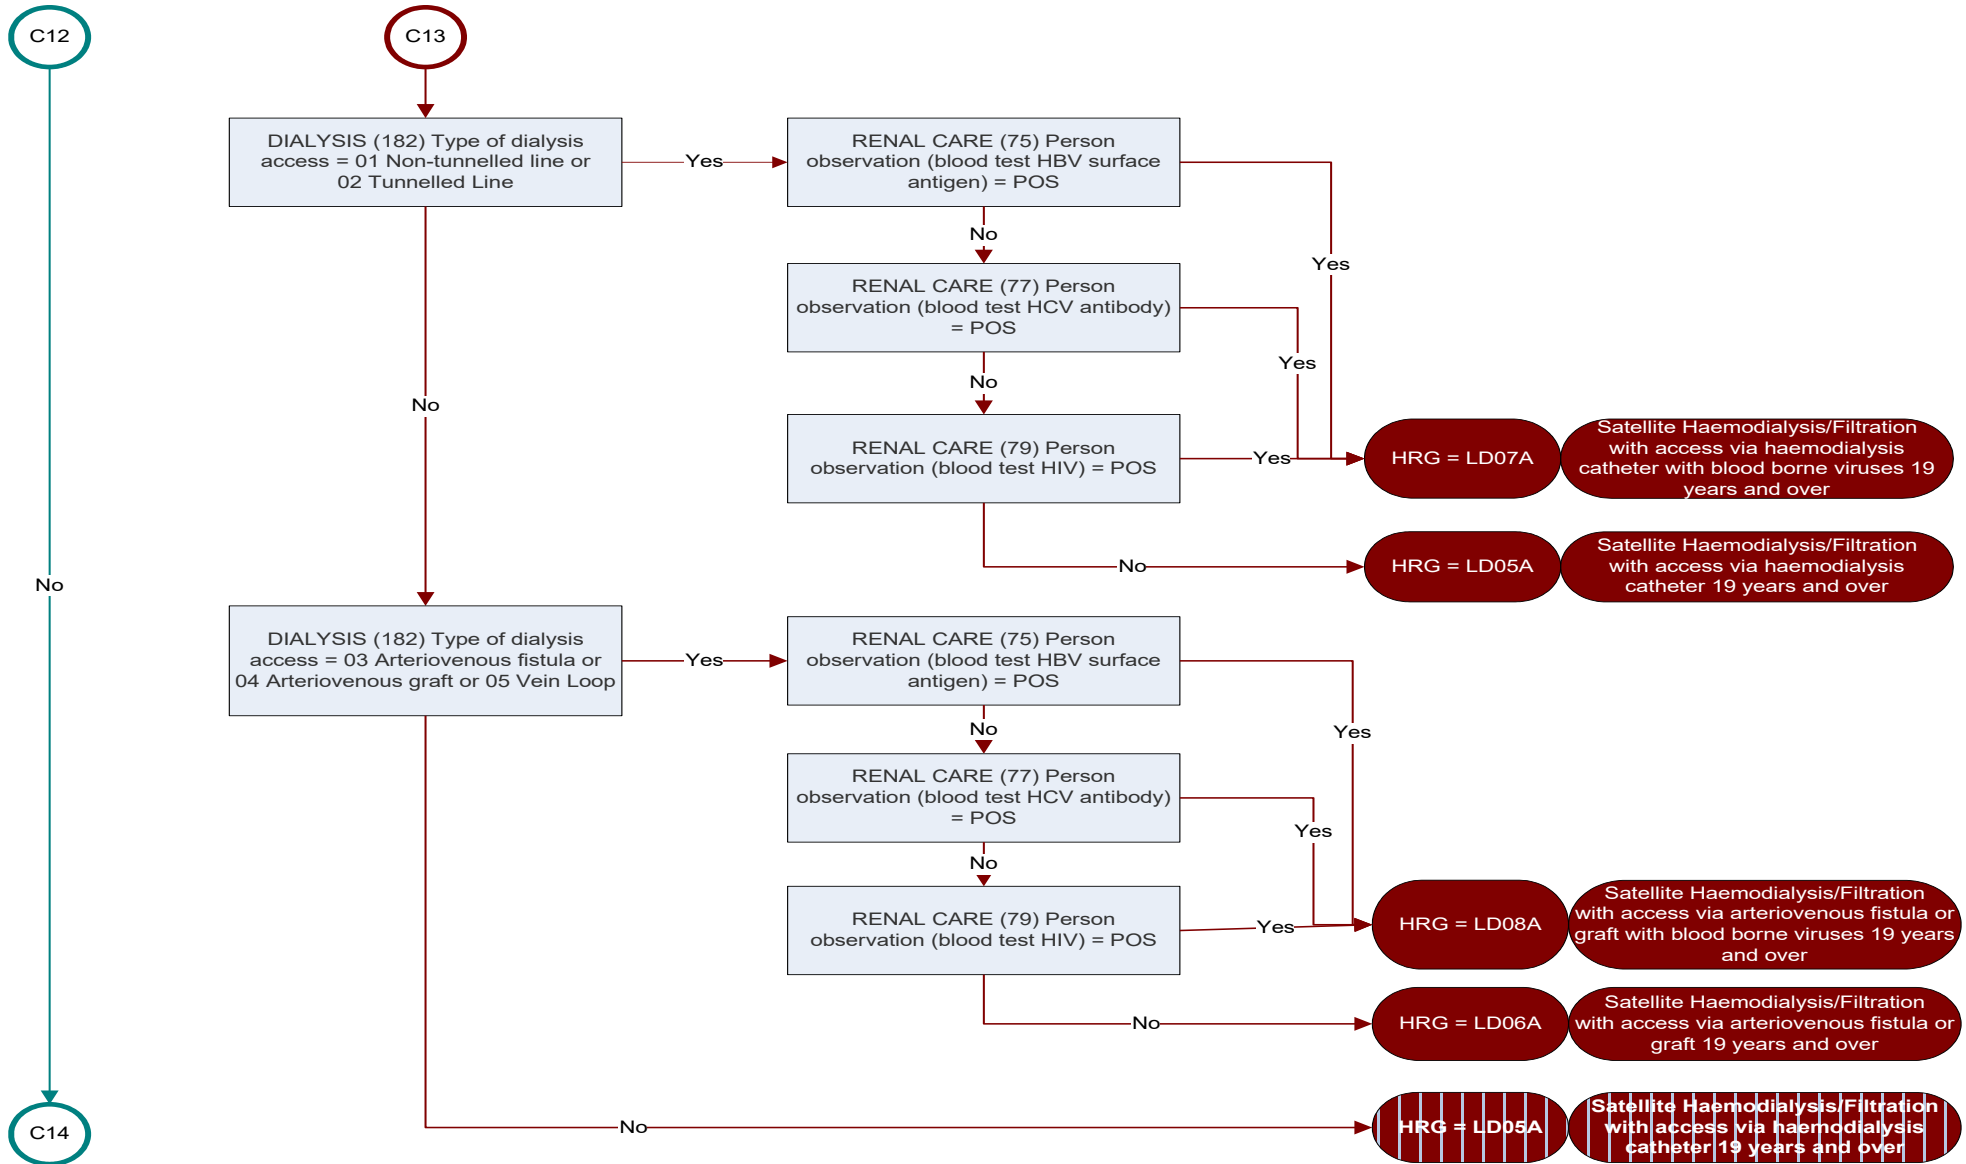 C12
C13
DIALYSIS (182) Type of dialysis
access = 01 Non-tunnelled line or
02 Tunnelled Line
Yes
RENAL CARE (75) Person
observation (blood test HBV surface
antigen) = POS
No
Yes
RENAL CARE (77) Person
observation (blood test HCV antibody)
= POS
Yes
No
No
RENAL CARE (79) Person
observation (blood test HIV) = POS
Yes
HRG = LD07A
Satellite Haemodialysis/Filtration
with access via haemodialysis
catheter with blood borne viruses 19
years and over
No
HRG = LD05A
Satellite Haemodialysis/Filtration
with access via haemodialysis
catheter 19 years and over
No
DIALYSIS (182) Type of dialysis
access = 03 Arteriovenous fistula or
04 Arteriovenous graft or 05 Vein Loop
Yes
RENAL CARE (75) Person
observation (blood test HBV surface
antigen) = POS
No
Yes
RENAL CARE (77) Person
observation (blood test HCV antibody)
= POS
Yes
No
RENAL CARE (79) Person
observation (blood test HIV) = POS
Yes
HRG = LD08A
Satellite Haemodialysis/Filtration
with access via arteriovenous fistula or
graft with blood borne viruses 19 years
and over
No
HRG = LD06A
Satellite Haemodialysis/Filtration
with access via arteriovenous fistula or
graft 19 years and over
C14
No
HRG = LD05A
Satellite Haemodialysis/Filtration
with access via haemodialysis
catheter 19 years and over